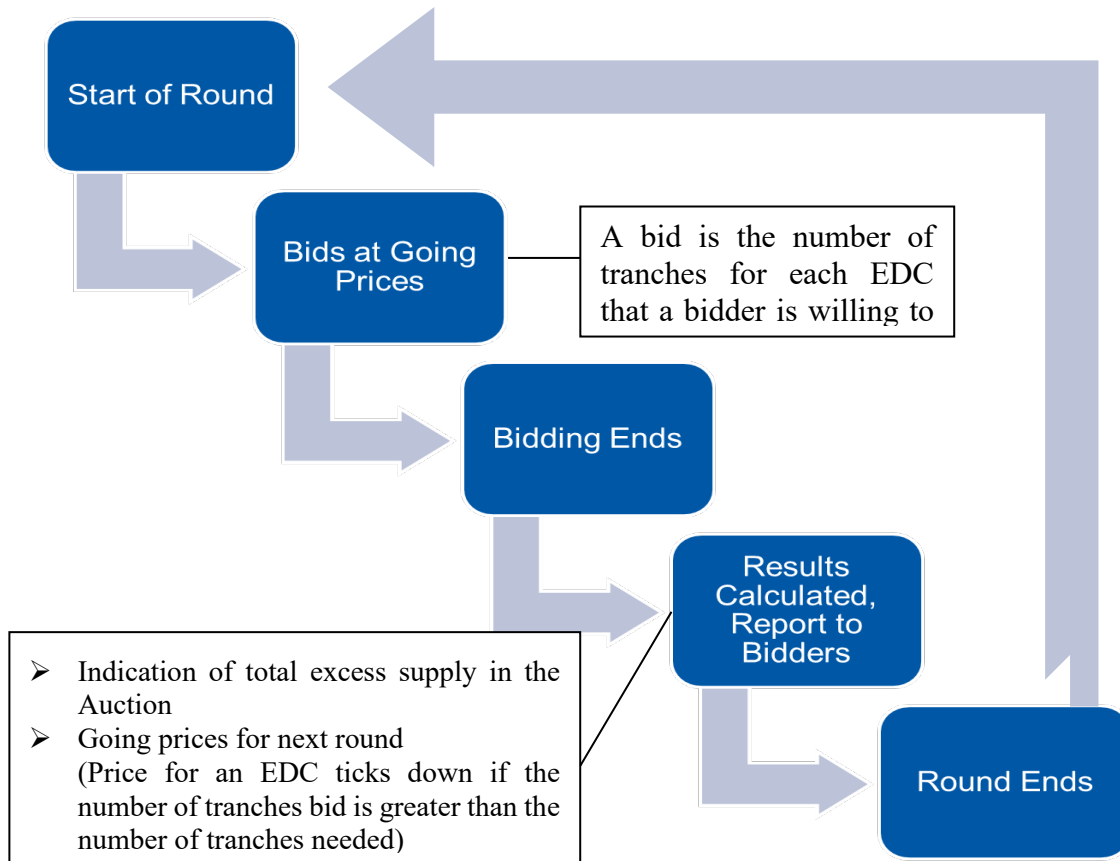 Start of Round
Bids at Going
Prices
A bid is the number of
tranches for each EDC
that a bidder is willing to
Bidding Ends
Results
Calculated,
Report to
Bidders
➢ Indication of total excess supply in the
Auction
➢ Going prices for next round
(Price for an EDC ticks down if the
number of tranches bid is greater than the
number of tranches needed)
Round Ends